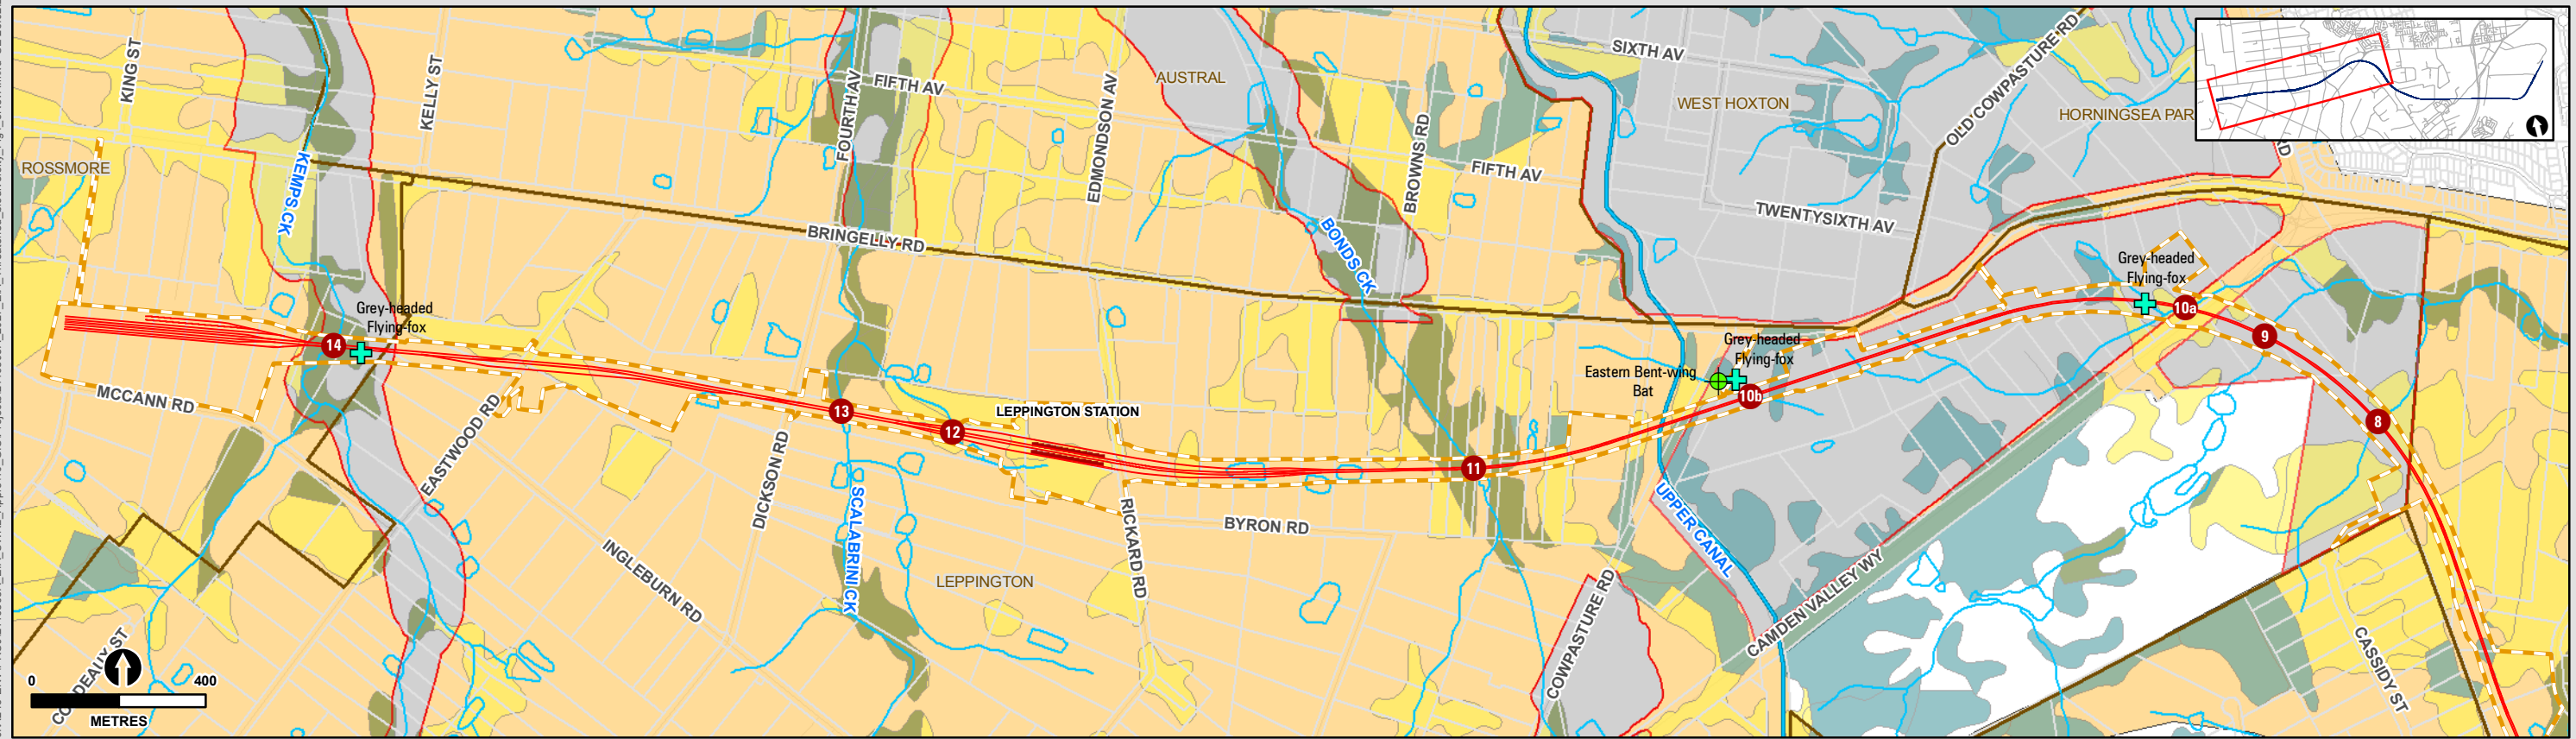 KING ST
KELLY ST
FOURTH AV
FIFTH AV
EDMONDSON AV
AUSTRAL
SIXTH AV
WEST HOXTON
OLD COWPASTURE RD
HORNINGSEA PAR
RD
ROSSMORE
KEMPS CK
BROWNS RD
FIFTH AV
TWENTYSIXTH AV
BRINGELLY RD
BONDS CK
Grey-headed
Flying-fox
10a
9
Grey-headed
Flying-fox
14
Grey-headed
Flying-fox
Eastern Bent-wing
Bat
10b
8
MCCANN RD
EASTWOOD RD
13
12
LEPPINGTON STATION
11
DICKSON RD
SCALABRINI CK
RICKARD RD
BYRON RD
UPPER CANAL
INGLEBURN RD
LEPPINGTON
COWPASTURE RD
CAMDEN VALLEY WY
CASSIDY ST
0 400
METRES